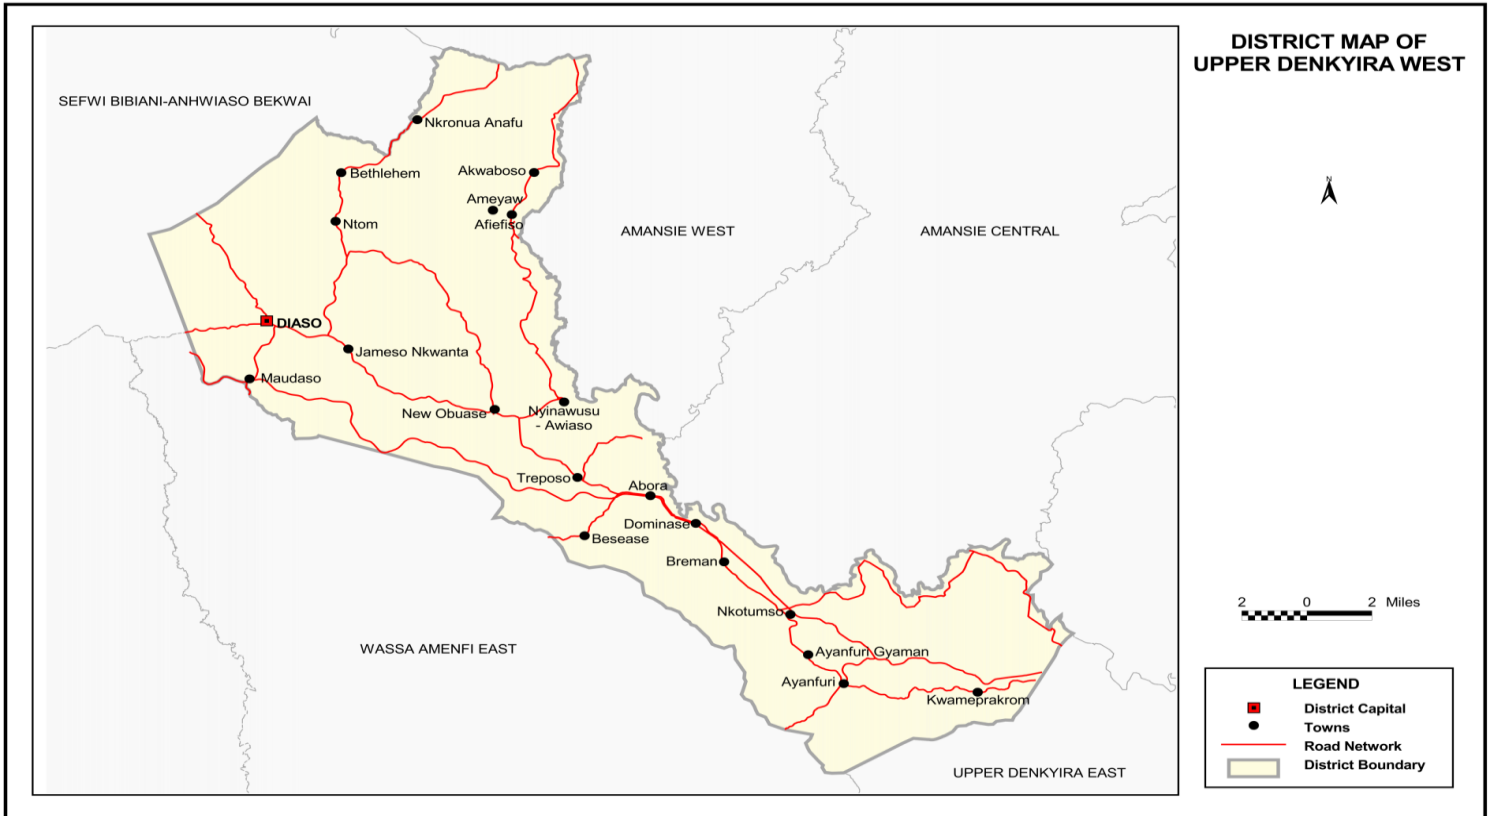 DISTRICT MAP OF
UPPER DENKYIRA WEST
SEFWI BIBIANI-ANHWIASO BEKWAI
Nkronua Anafu
Bethlehem
Akwaboso
Ameyaw
Ntom
Afiefiso
AMANSIE WEST
AMANSIE CENTRAL
N
DIASO
Jameso Nkwanta
Maudaso
New Obuase
Nyinawusu
- Awiaso
Treposo
Abora
Dominase
Besease
Breman
Nkotumso
Ayanfuri Gyaman
Ayanfuri
Kwameprakrom
WASSA AMENFI EAST
UPPER DENKYIRA EAST
2 0 2 Miles
LEGEND
District Capital
Towns
Road Network
District Boundary